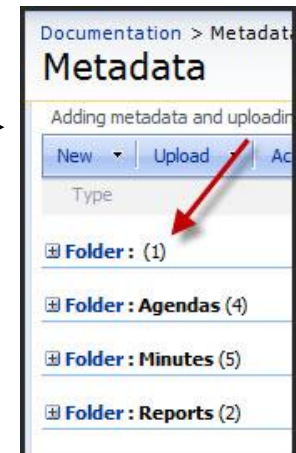 Documentation > Metadata
Metadata
Adding metadata and uploadin
New Upload Ac
Type
Folder : (1)
Folder : Agendas (4)
Folder : Minutes (5)
Folder : Reports (2)